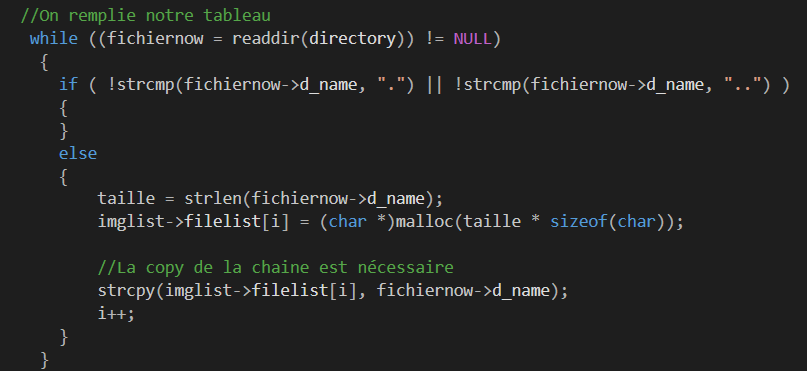 //On remplie notre tableau
while ((fichiernow = readdir(directory)) != NULL)
{
if ( !strcmp(fichiernow->d_name, ".") || !strcmp(fichiernow->d_name, "..") )
{
}
else
{
taille = strlen(fichiernow->d_name);
imglist->filelist[i] = (char *)malloc(taille * sizeof(char));
//La copy de la chaine est nécessaire
strcpy(imglist->filelist[i], fichiernow->d_name);
i++;
}
}